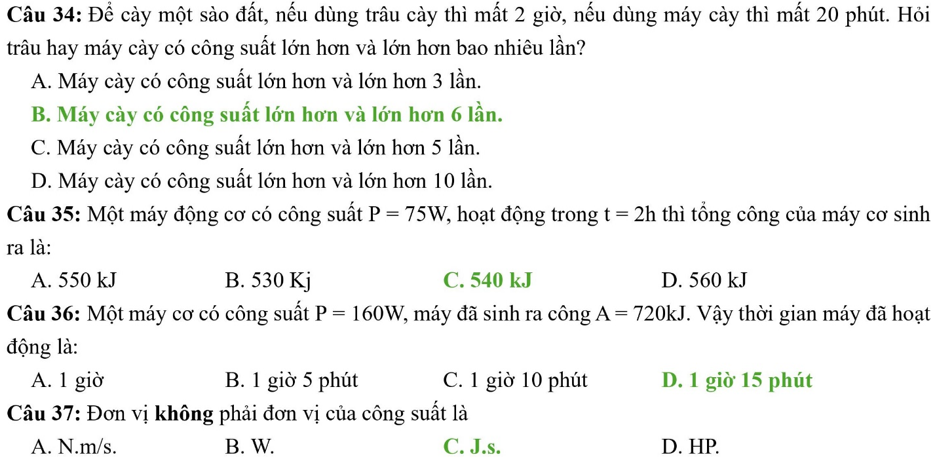 Câu 34: Để cày một sào đất, nếu dùng trâu cày thì mất 2 giờ, nếu dùng máy cày thì mất 20 phút. Hỏi
trâu hay máy cày có công suất lớn hơn và lớn hơn bao nhiêu lần?
A. Máy cày có công suất lớn hơn và lớn hơn 3 lần.
B. Máy cày có công suất lớn hơn và lớn hơn 6 lần.
C. Máy cày có công suất lớn hơn và lớn hơn 5 lần.
D. Máy cày có công suất lớn hơn và lớn hơn 10 lần.
Câu 35: Một máy động cơ có công suất P = 75W, hoạt động trong t = 2h thì tổng công của máy cơ sinh
ra là:
A. 550 kJ B. 530 Kj C. 540 kJ D. 560 kJ
Câu 36: Một máy cơ có công suất P = 160W, máy đã sinh ra công A = 720kJ. Vậy thời gian máy đã hoạt
động là:
A. 1 giờ B. 1 giờ 5 phút C. 1 giờ 10 phút D. 1 giờ 15 phút
Câu 37: Đơn vị không phải đơn vị của công suất là
A. N.m/s. B. W. C. J.s. D. HP.